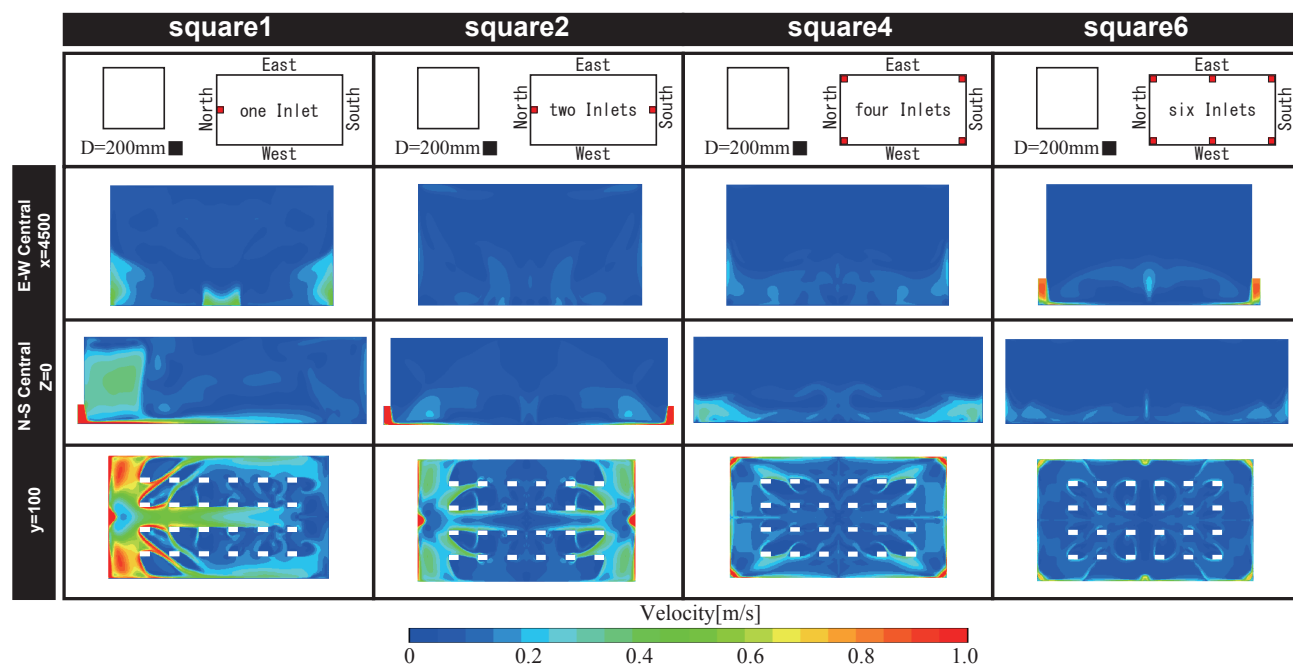 square1 square2 square4 square6
East
North
one Inlet
South
West
D=200mm
East
North
two Inlets
South
West
D=200mm
East
North
four Inlets
South
West
D=200mm
East
North
six Inlets
South
West
D=200mm
E-W Central
x=4500
N-S Central
Z=0
y=100
Velocity[m/s]
0 0.2 0.4 0.6 0.8 1.0